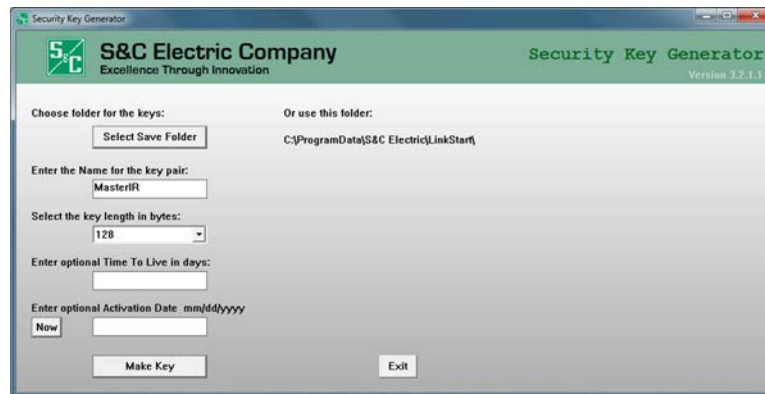 Security Key Generator
S&C
S&C Electric Company
Excellence Through Innovation
Security Key Generator
Version 3.2.1.1
Choose folder for the keys:
Or use this folder:
Select Save Folder
C:\ProgramData\S&C Electric\LinkStart\
Enter the Name for the key pair:
MasterIR
Select the key length in bytes:
128
Enter optional Time To Live in days:
Enter optional Activation Date mm/dd/yyyy
Now
Make Key
Exit